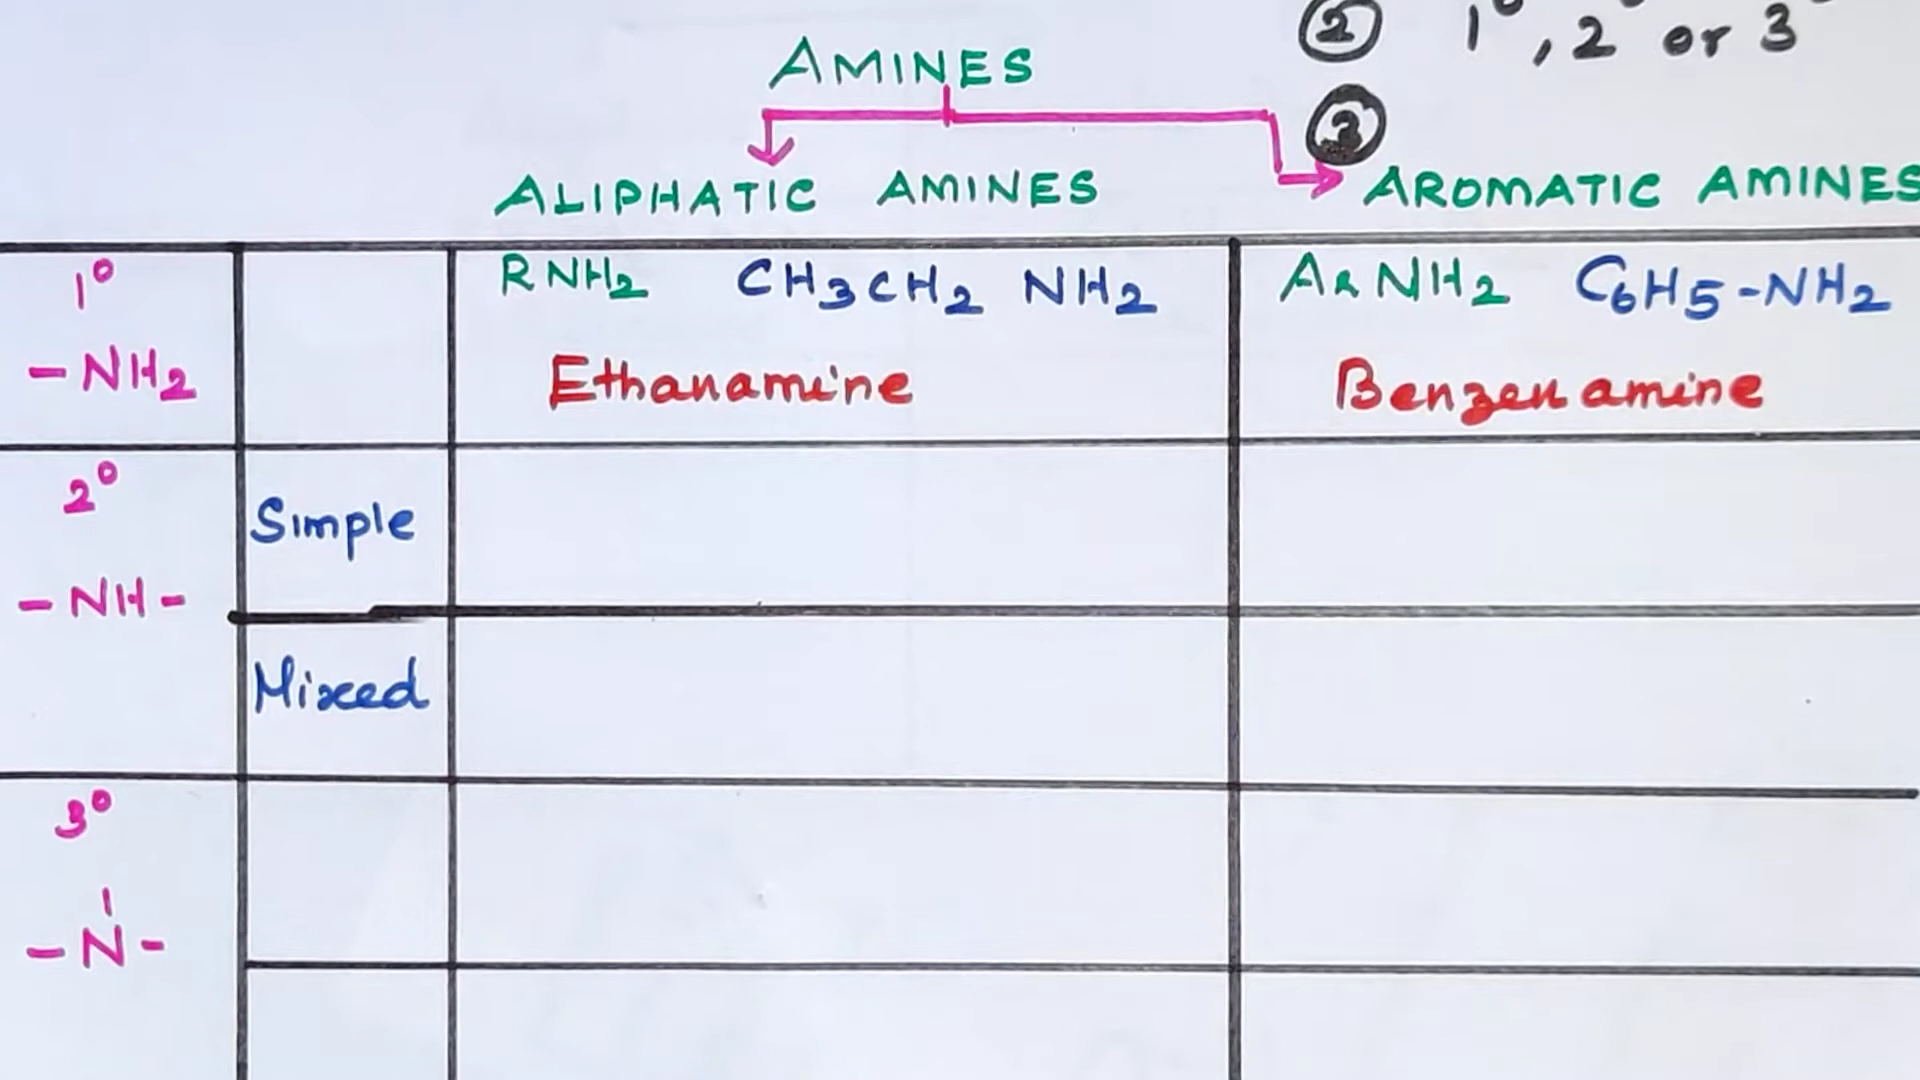 ② 1°, 2° or 3°
AMINES
③
ALIPHATIC AMINES
AROMATIC AMINES
1°
RNH2 CH3CH2 NH2
ArNH2 C6H5-NH2
-NH2
Ethanamine
Benzenamine
2°
Simple
-NH-
Mixed
3°
-N-